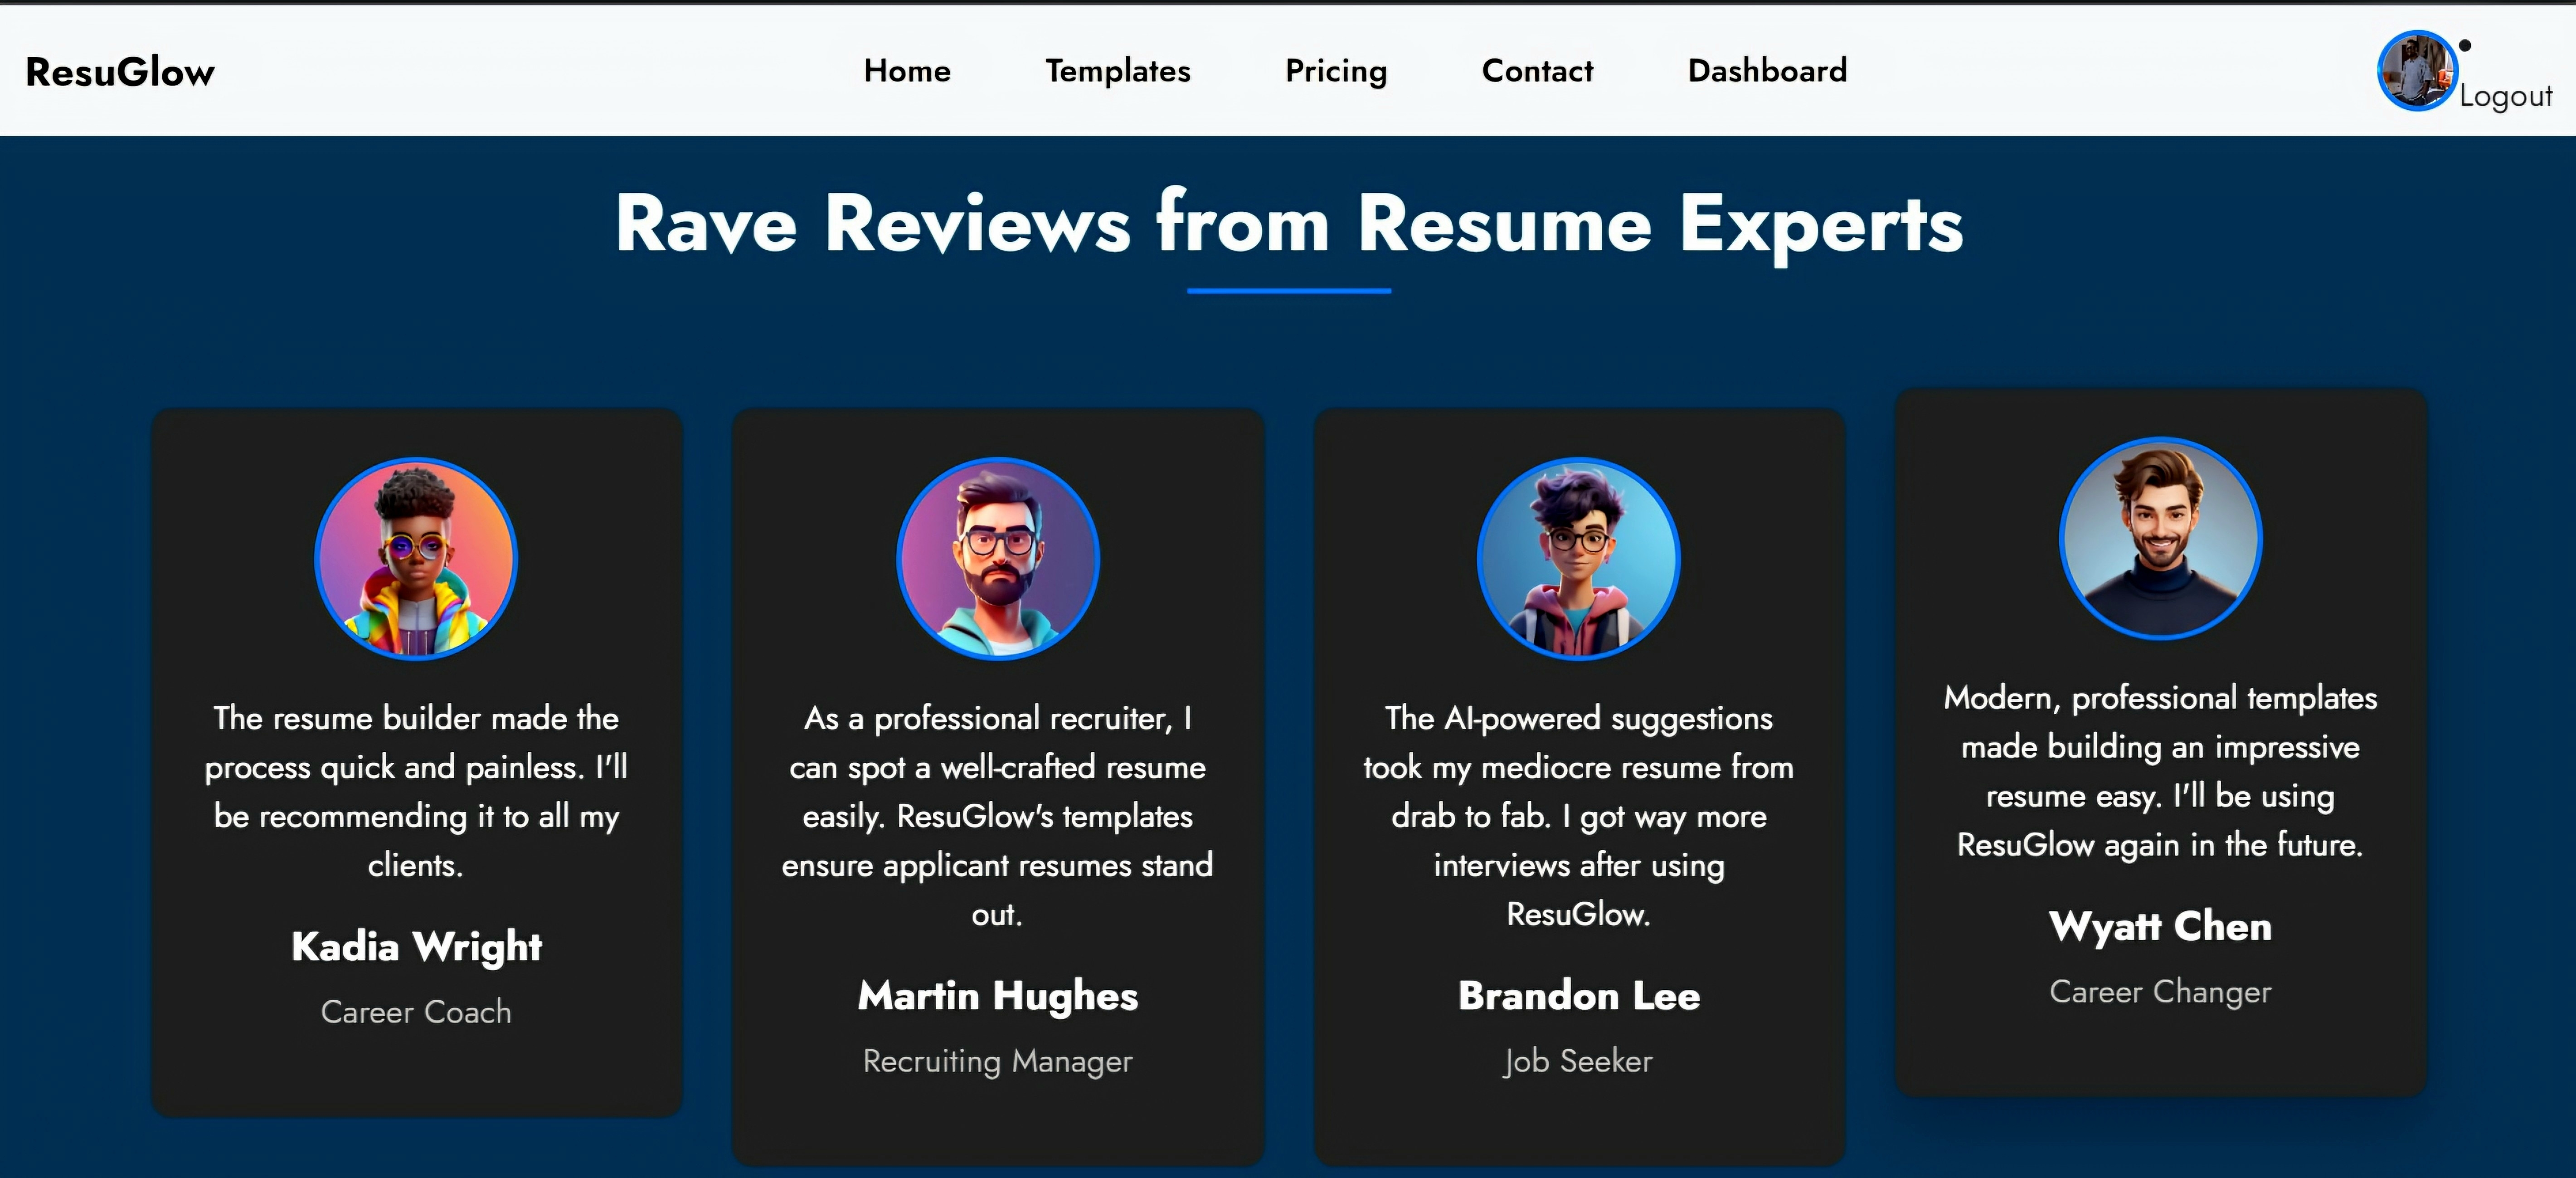 ResuGlow
Home
Templates
Pricing
Contact
Dashboard
Logout
Rave Reviews from Resume Experts
The resume builder made the
process quick and painless. I'll
be recommending it to all my
clients.
Kadia Wright
Career Coach
As a professional recruiter, I
can spot a well-crafted resume
easily. ResuGlow's templates
ensure applicant resumes stand
out.
Martin Hughes
Recruiting Manager
The AI-powered suggestions
took my mediocre resume from
drab to fab. I got way more
interviews after using
ResuGlow.
Brandon Lee
Job Seeker
Modern, professional templates
made building an impressive
resume easy. I'll be using
ResuGlow again in the future.
Wyatt Chen
Career Changer